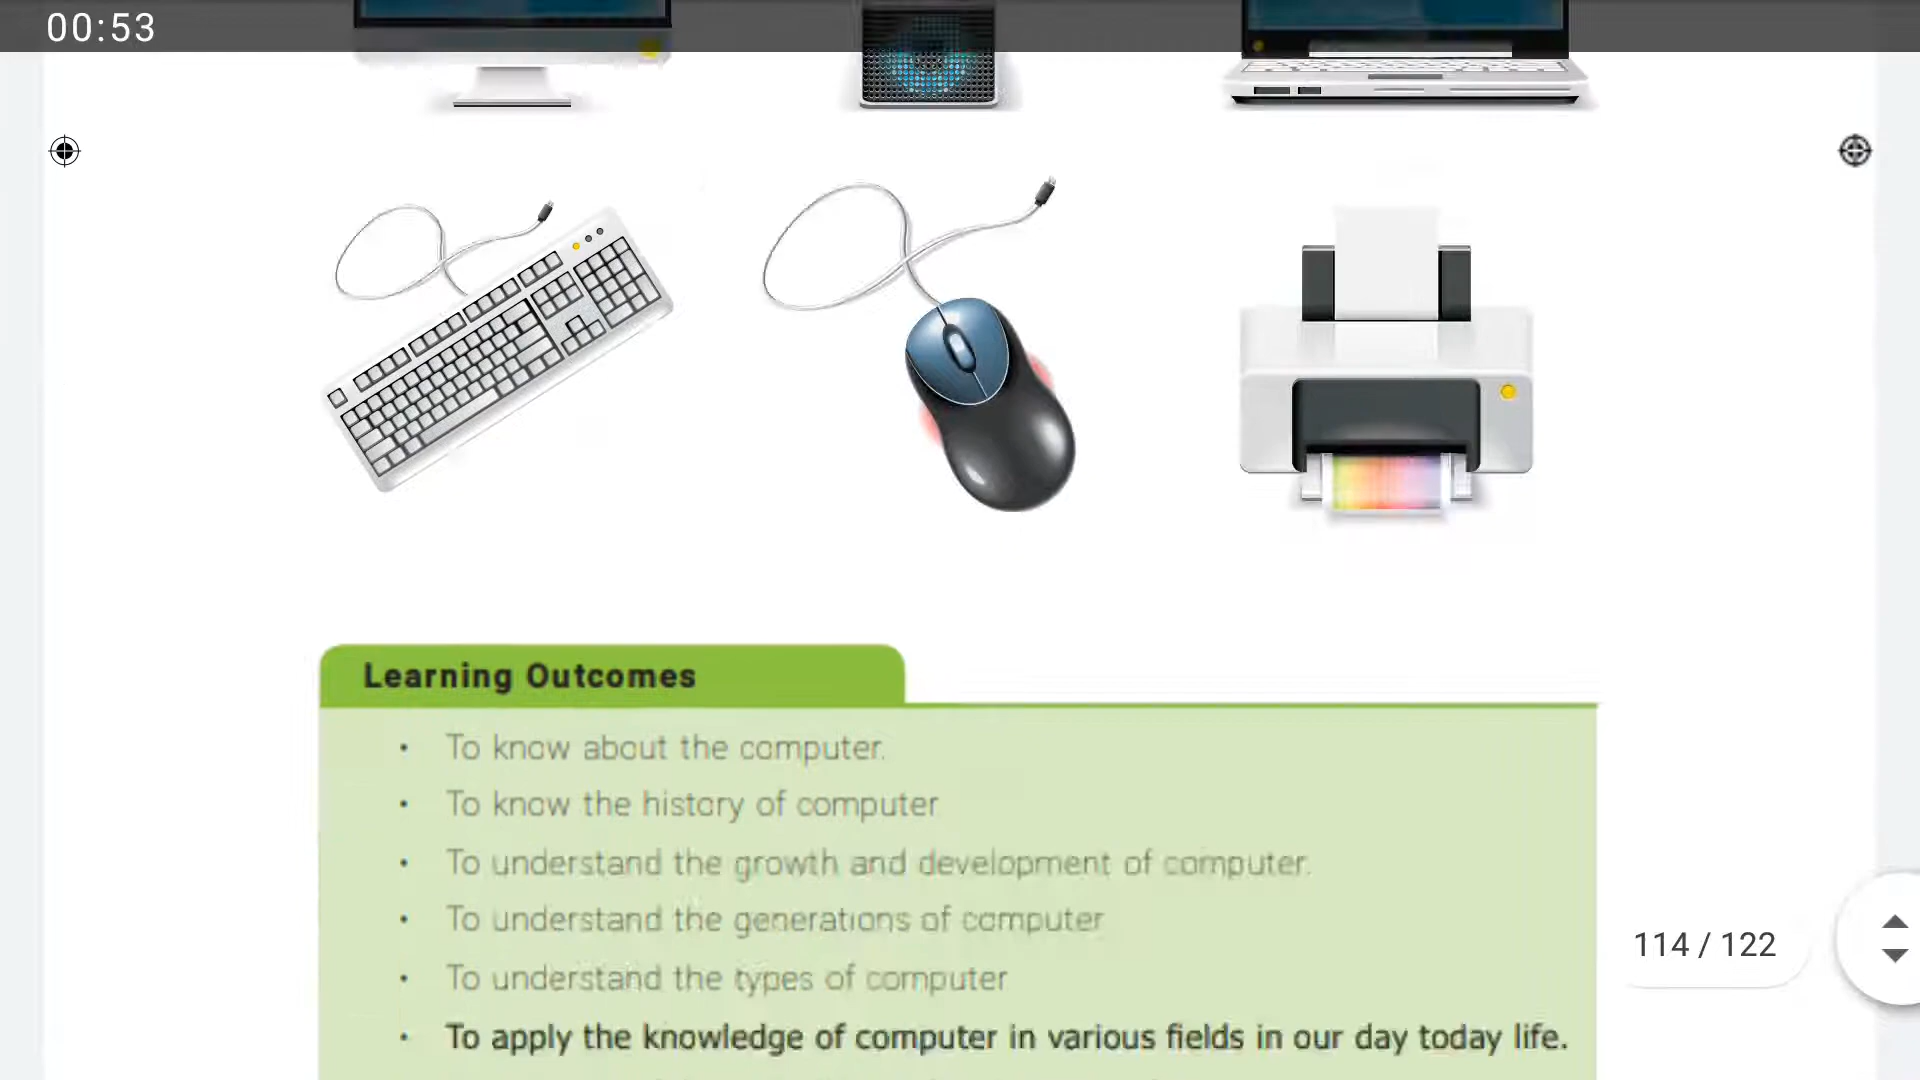 00:53
Learning Outcomes
• To know about the computer.
• To know the history of computer
• To understand the growth and development of computer.
• To understand the generations of computer
• To understand the types of computer
• To apply the knowledge of computer in various fields in our day today life.
114 / 122